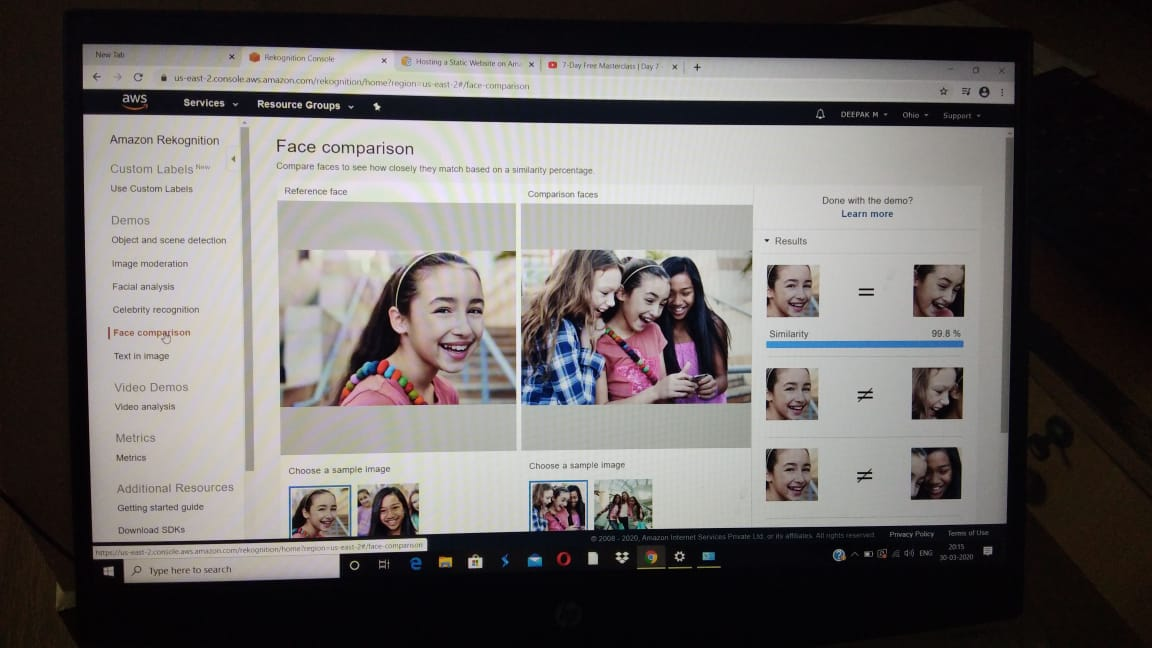 New Tab
Rekognition Console
Hosting a Static Website on Am
7-Day Free Masterclass | Day 7
us-east-2.console.aws.amazon.com/rekognition/home?region=us-east-2#/face-comparison
aws
Services
Resource Groups
DEEPAK M
Ohio
Support
Amazon Rekognition
Custom Labels New
Use Custom Labels
Demos
Object and scene detection
Image moderation
Facial analysis
Celebrity recognition
Face comparison
Text in image
Video Demos
Video analysis
Metrics
Metrics
Additional Resources
Getting started guide
Download SDKs
Face comparison
Compare faces to see how closely they match based on a similarity percentage.
Reference face
Comparison faces
Choose a sample image
Choose a sample image
Done with the demo?
Learn more
Results
=
Similarity 99.8 %
≠
≠
© 2008 - 2020, Amazon Internet Services Private Ltd. or its affiliates. All rights reserved.
Privacy Policy
Terms of Use
https://us-east-2.console.aws.amazon.com/rekognition/home?region=us-east-2#/face-comparison
Type here to search
ENG
20:15
30-03-2020
hp